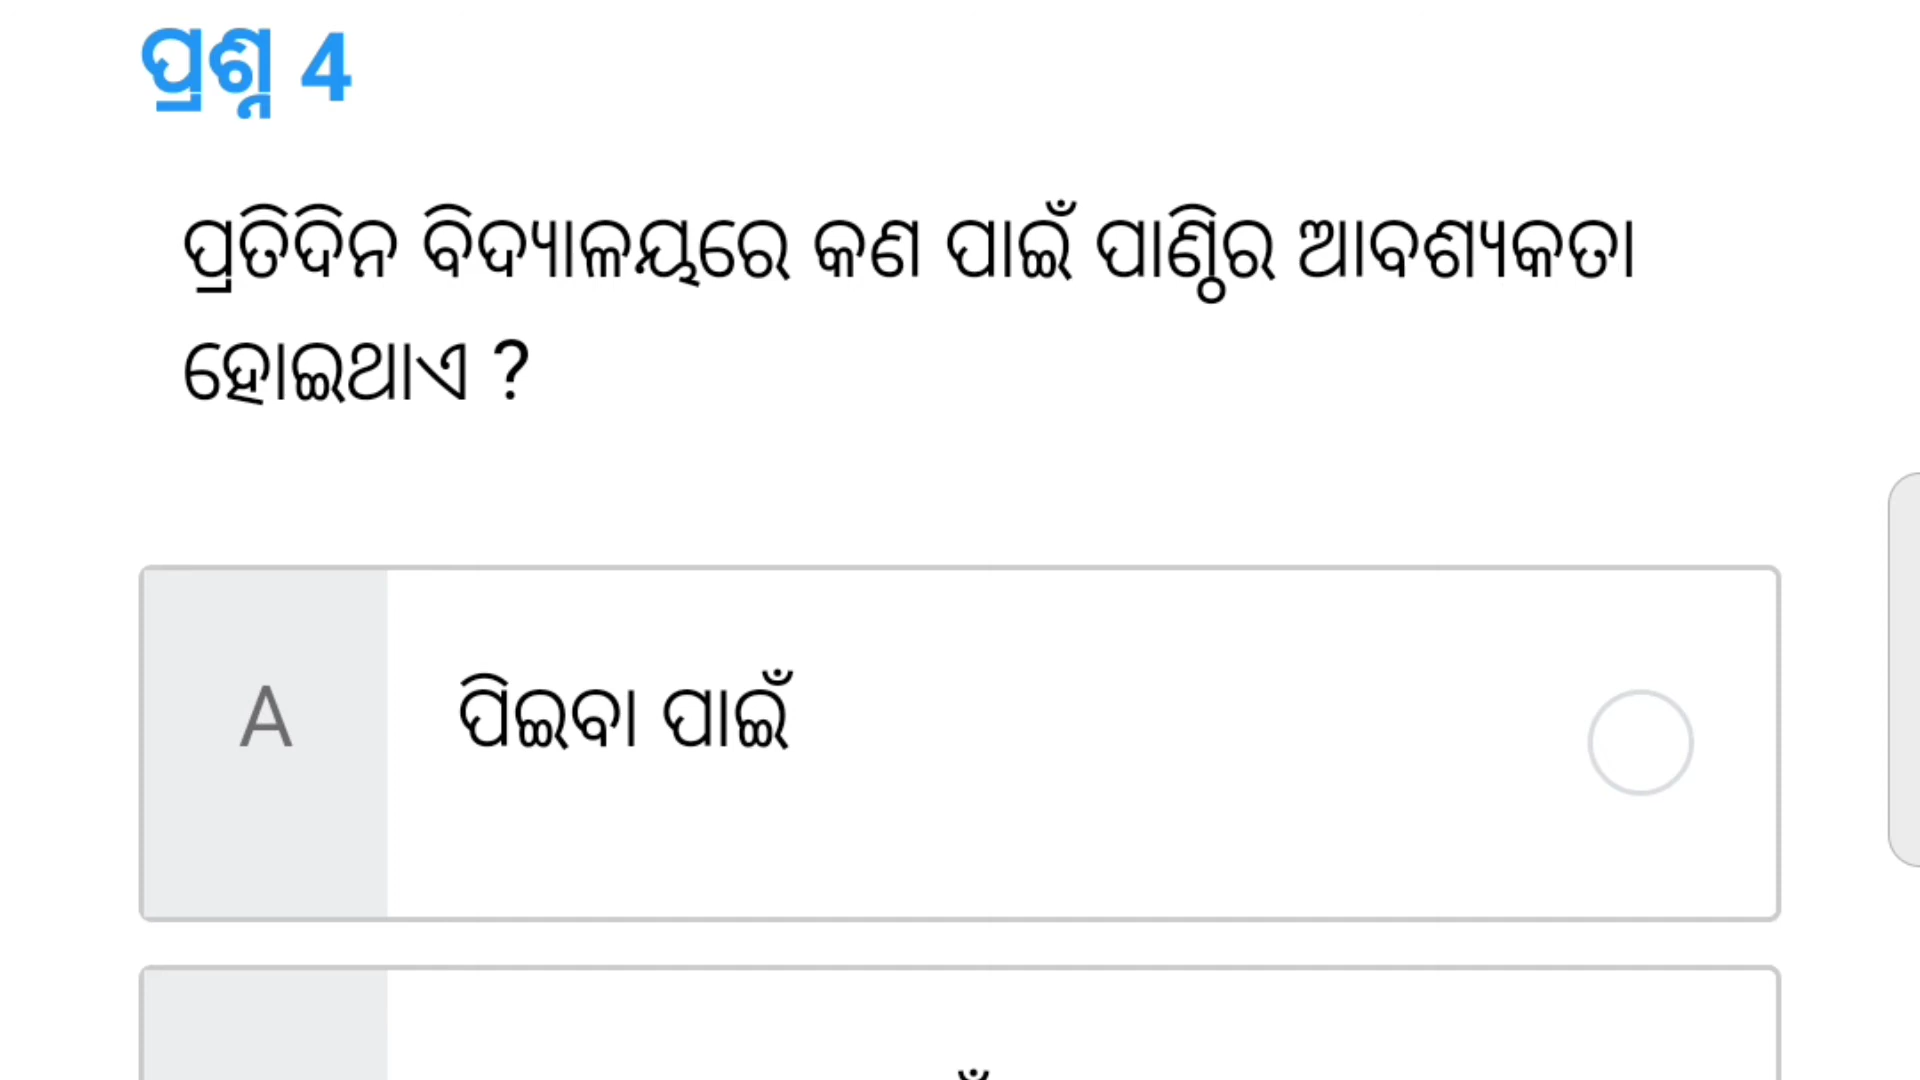 ପ୍ରଶ୍ନ 4
ପ୍ରତିଦିନ ବିଦ୍ୟାଳୟରେ କଣ ପାଇଁ ପାଣ୍ଠିର ଆବଶ୍ୟକତା
ହୋଇଥାଏ ?
A ପିଇବା ପାଇଁ